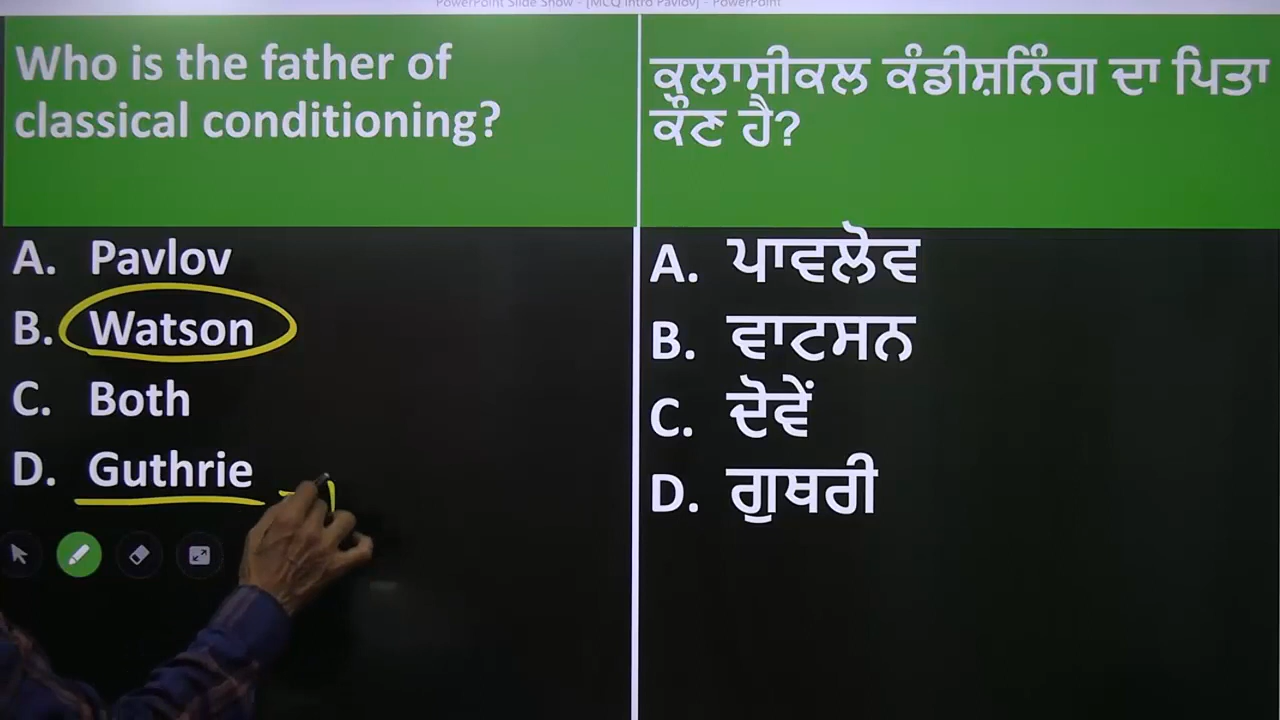 PowerPoint Slide Show - [MCQ Intro Pavlov] - PowerPoint
Who is the father of
classical conditioning?
A. Pavlov
B. Watson
C. Both
D. Guthrie
ਕਲਾਸੀਕਲ ਕੰਡੀਸ਼ਨਿੰਗ ਦਾ ਪਿਤਾ
ਕੌਣ ਹੈ?
A. ਪਾਵਲੋਵ
B. ਵਾਟਸਨ
C. ਦੋਵੇਂ
D. ਗੁਥਰੀ